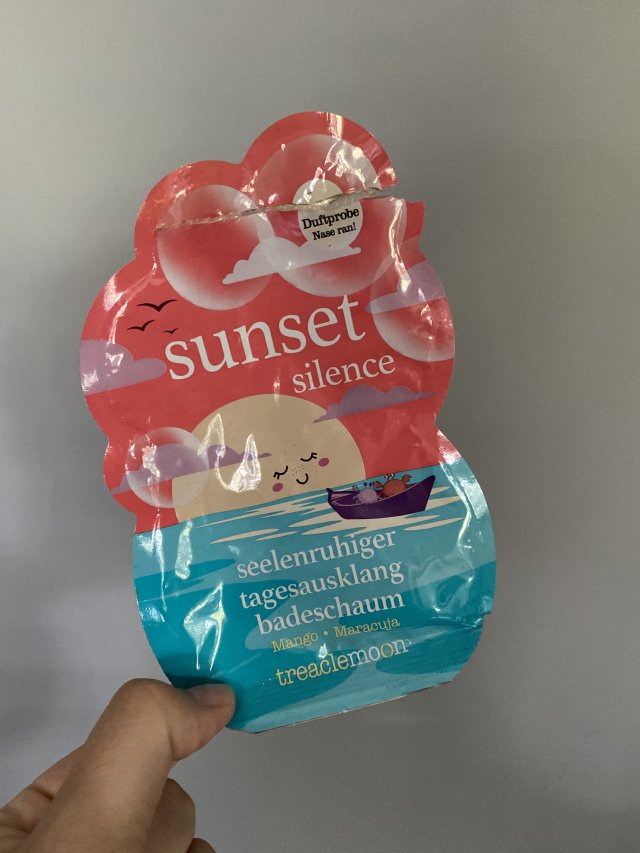 Duftprobe
Nase ran!
sunset
silence
seelenruhiger
tagesausklang
badeschaum
Mango • Maracuja
treaclemoon